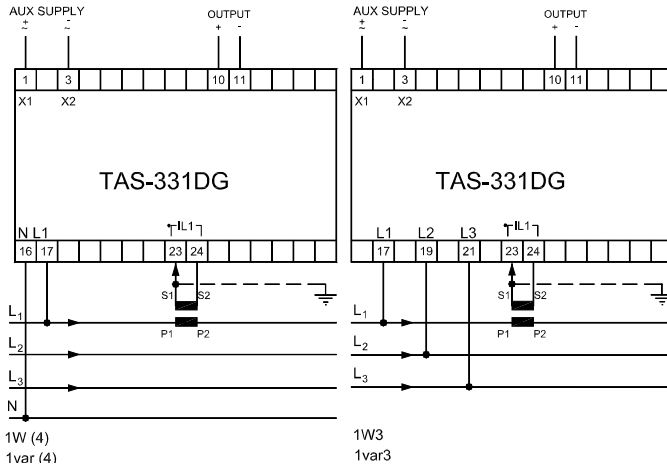 AUX SUPPLY
+ -
~ ~
OUTPUT
+ -
1 3 10 11
X1 X2
TAS-331DG
N L1
IL1
16 17 23 24
S1 S2
L1
P1 P2
L2
L3
N
1W (4)
1var (4)
AUX SUPPLY
+ -
~ ~
OUTPUT
+ -
1 3 10 11
X1 X2
TAS-331DG
L1 L2 L3
IL1
17 19 21 23 24
S1 S2
L1
P1 P2
L2
L3
1W3
1var3